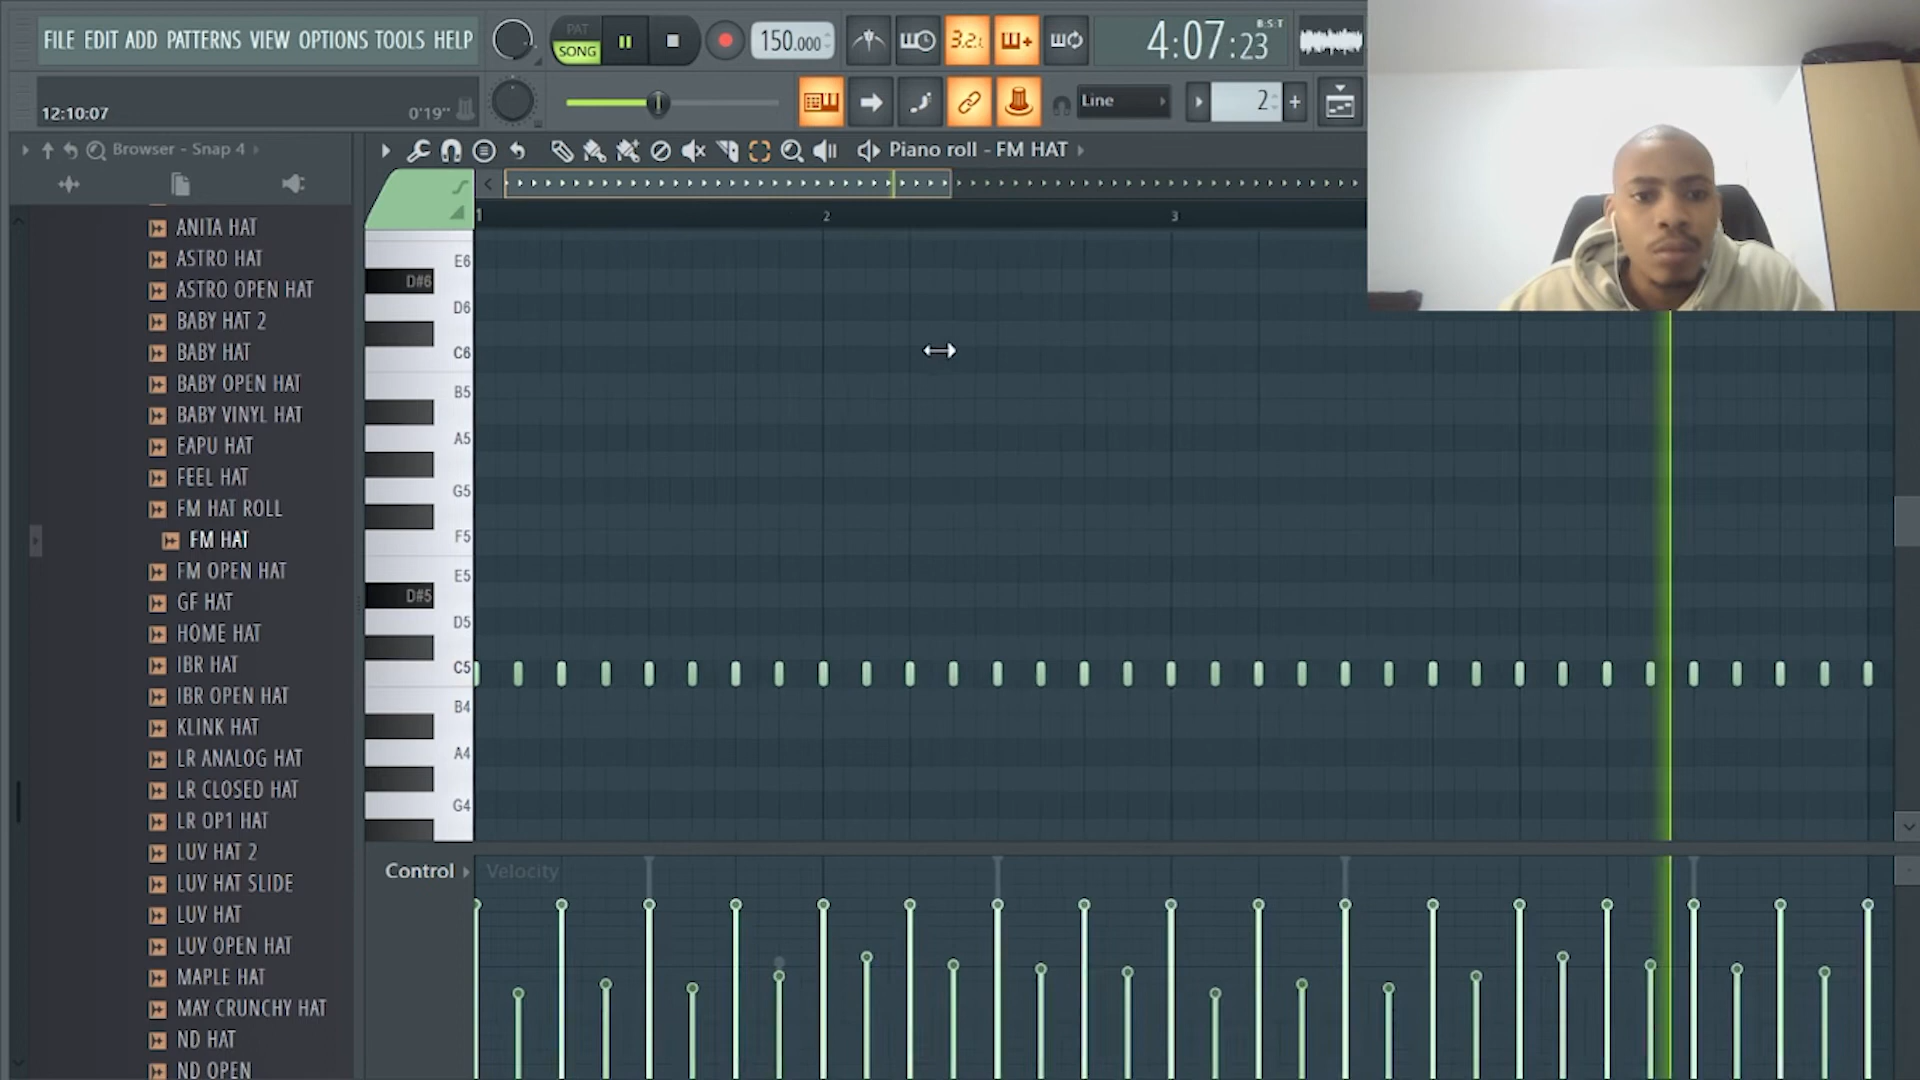 FILE EDIT ADD PATTERNS VIEW OPTIONS TOOLS HELP
PAT
SONG
150.000
3.2.
4:07:23
B:S:T
12:10:07
0'19"
Line
2
Browser - Snap 4
Piano roll - FM HAT
1
2
3
ANITA HAT
ASTRO HAT
ASTRO OPEN HAT
BABY HAT 2
BABY HAT
BABY OPEN HAT
BABY VINYL HAT
EAPU HAT
FEEL HAT
FM HAT ROLL
FM HAT
FM OPEN HAT
GF HAT
HOME HAT
IBR HAT
IBR OPEN HAT
KLINK HAT
LR ANALOG HAT
LR CLOSED HAT
LR OP1 HAT
LUV HAT 2
LUV HAT SLIDE
LUV HAT
LUV OPEN HAT
MAPLE HAT
MAY CRUNCHY HAT
ND HAT
ND OPEN
E6
D#6
D6
C6
B5
A5
G5
F5
E5
D#5
D5
C5
B4
A4
G4
Control
Velocity